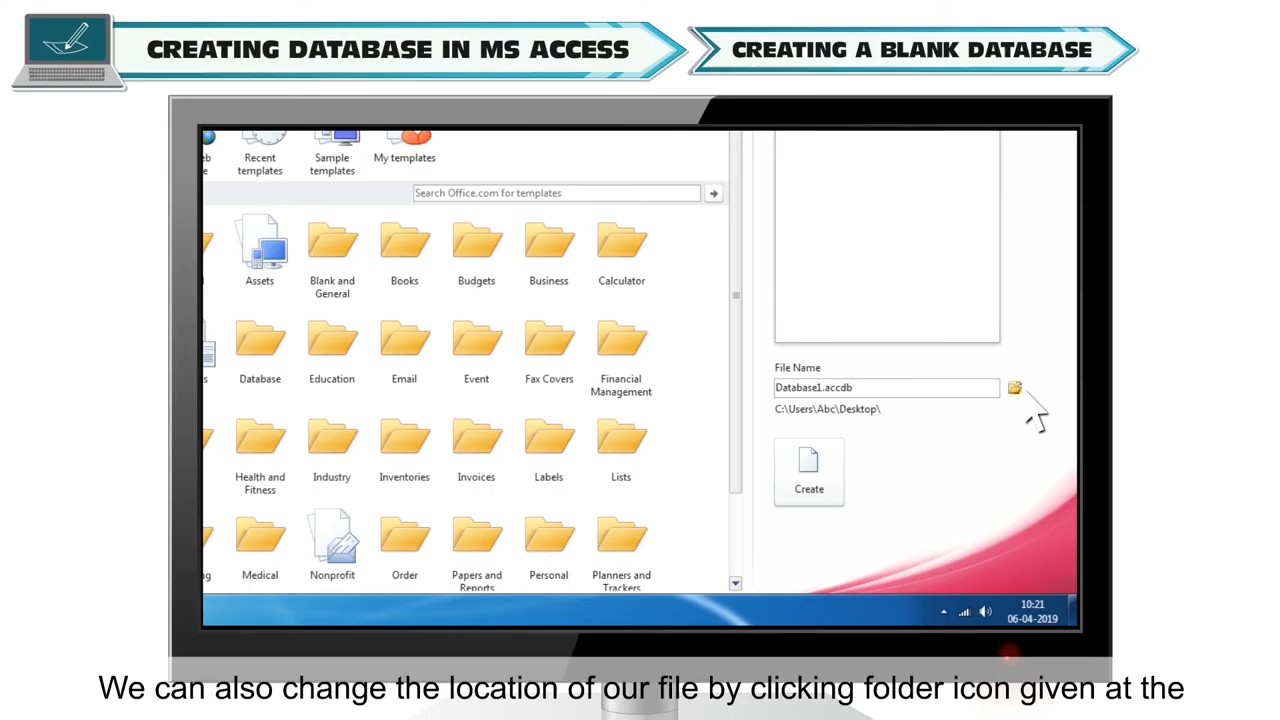 CREATING DATABASE IN MS ACCESS
CREATING A BLANK DATABASE
Recent
templates
Sample
templates
My templates
Search Office.com for templates
Assets
Blank and
General
Books
Budgets
Business
Calculator
Database
Education
Email
Event
Fax Covers
Financial
Management
Health and
Fitness
Industry
Inventories
Invoices
Labels
Lists
Medical
Nonprofit
Order
Papers and
Reports
Personal
Planners and
Trackers
File Name
Database1.accdb
C:\Users\Abc\Desktop\
Create
10:21
06-04-2019
We can also change the location of our file by clicking folder icon given at the